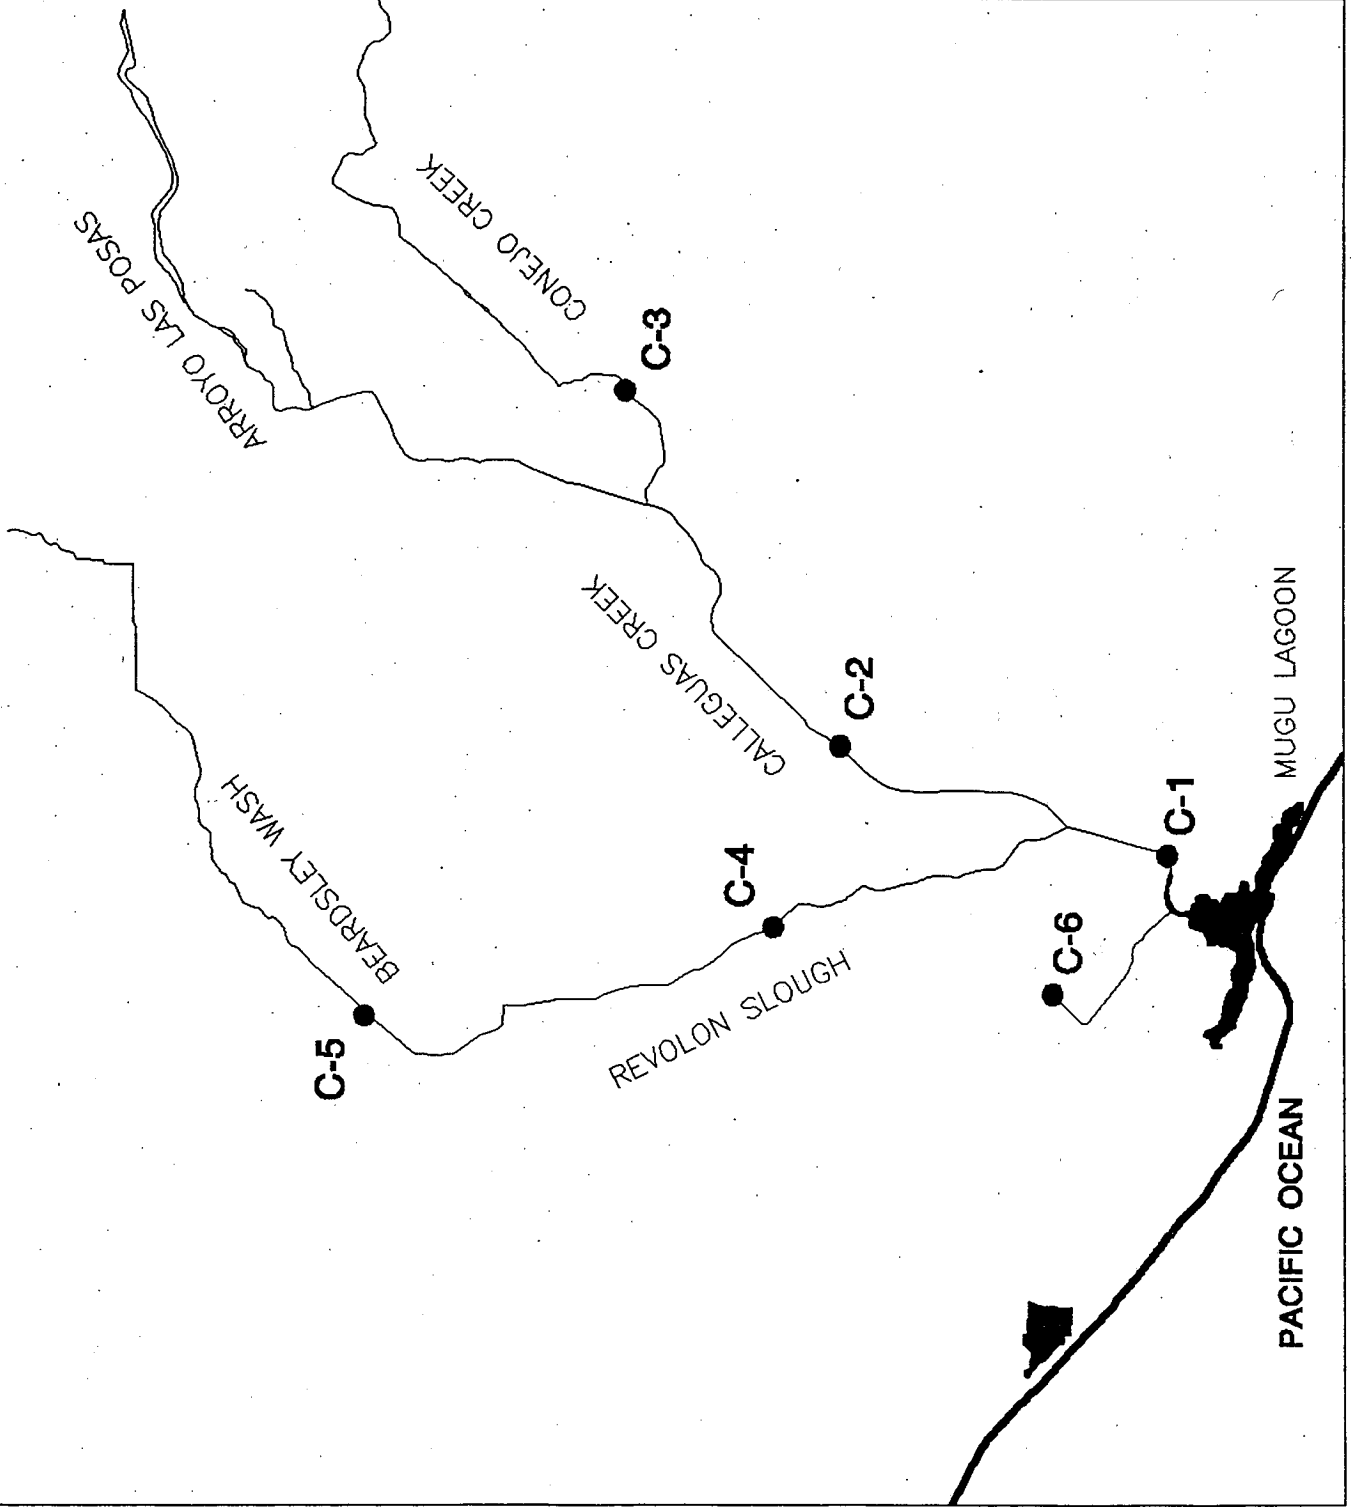 ARROYO LAS POSAS
CONEJO CREEK
C-3
CALLEGUAS CREEK
C-2
BEARDSLEY WASH
C-5
C-4
REVOLON SLOUGH
C-1
C-6
MUGU LAGOON
PACIFIC OCEAN